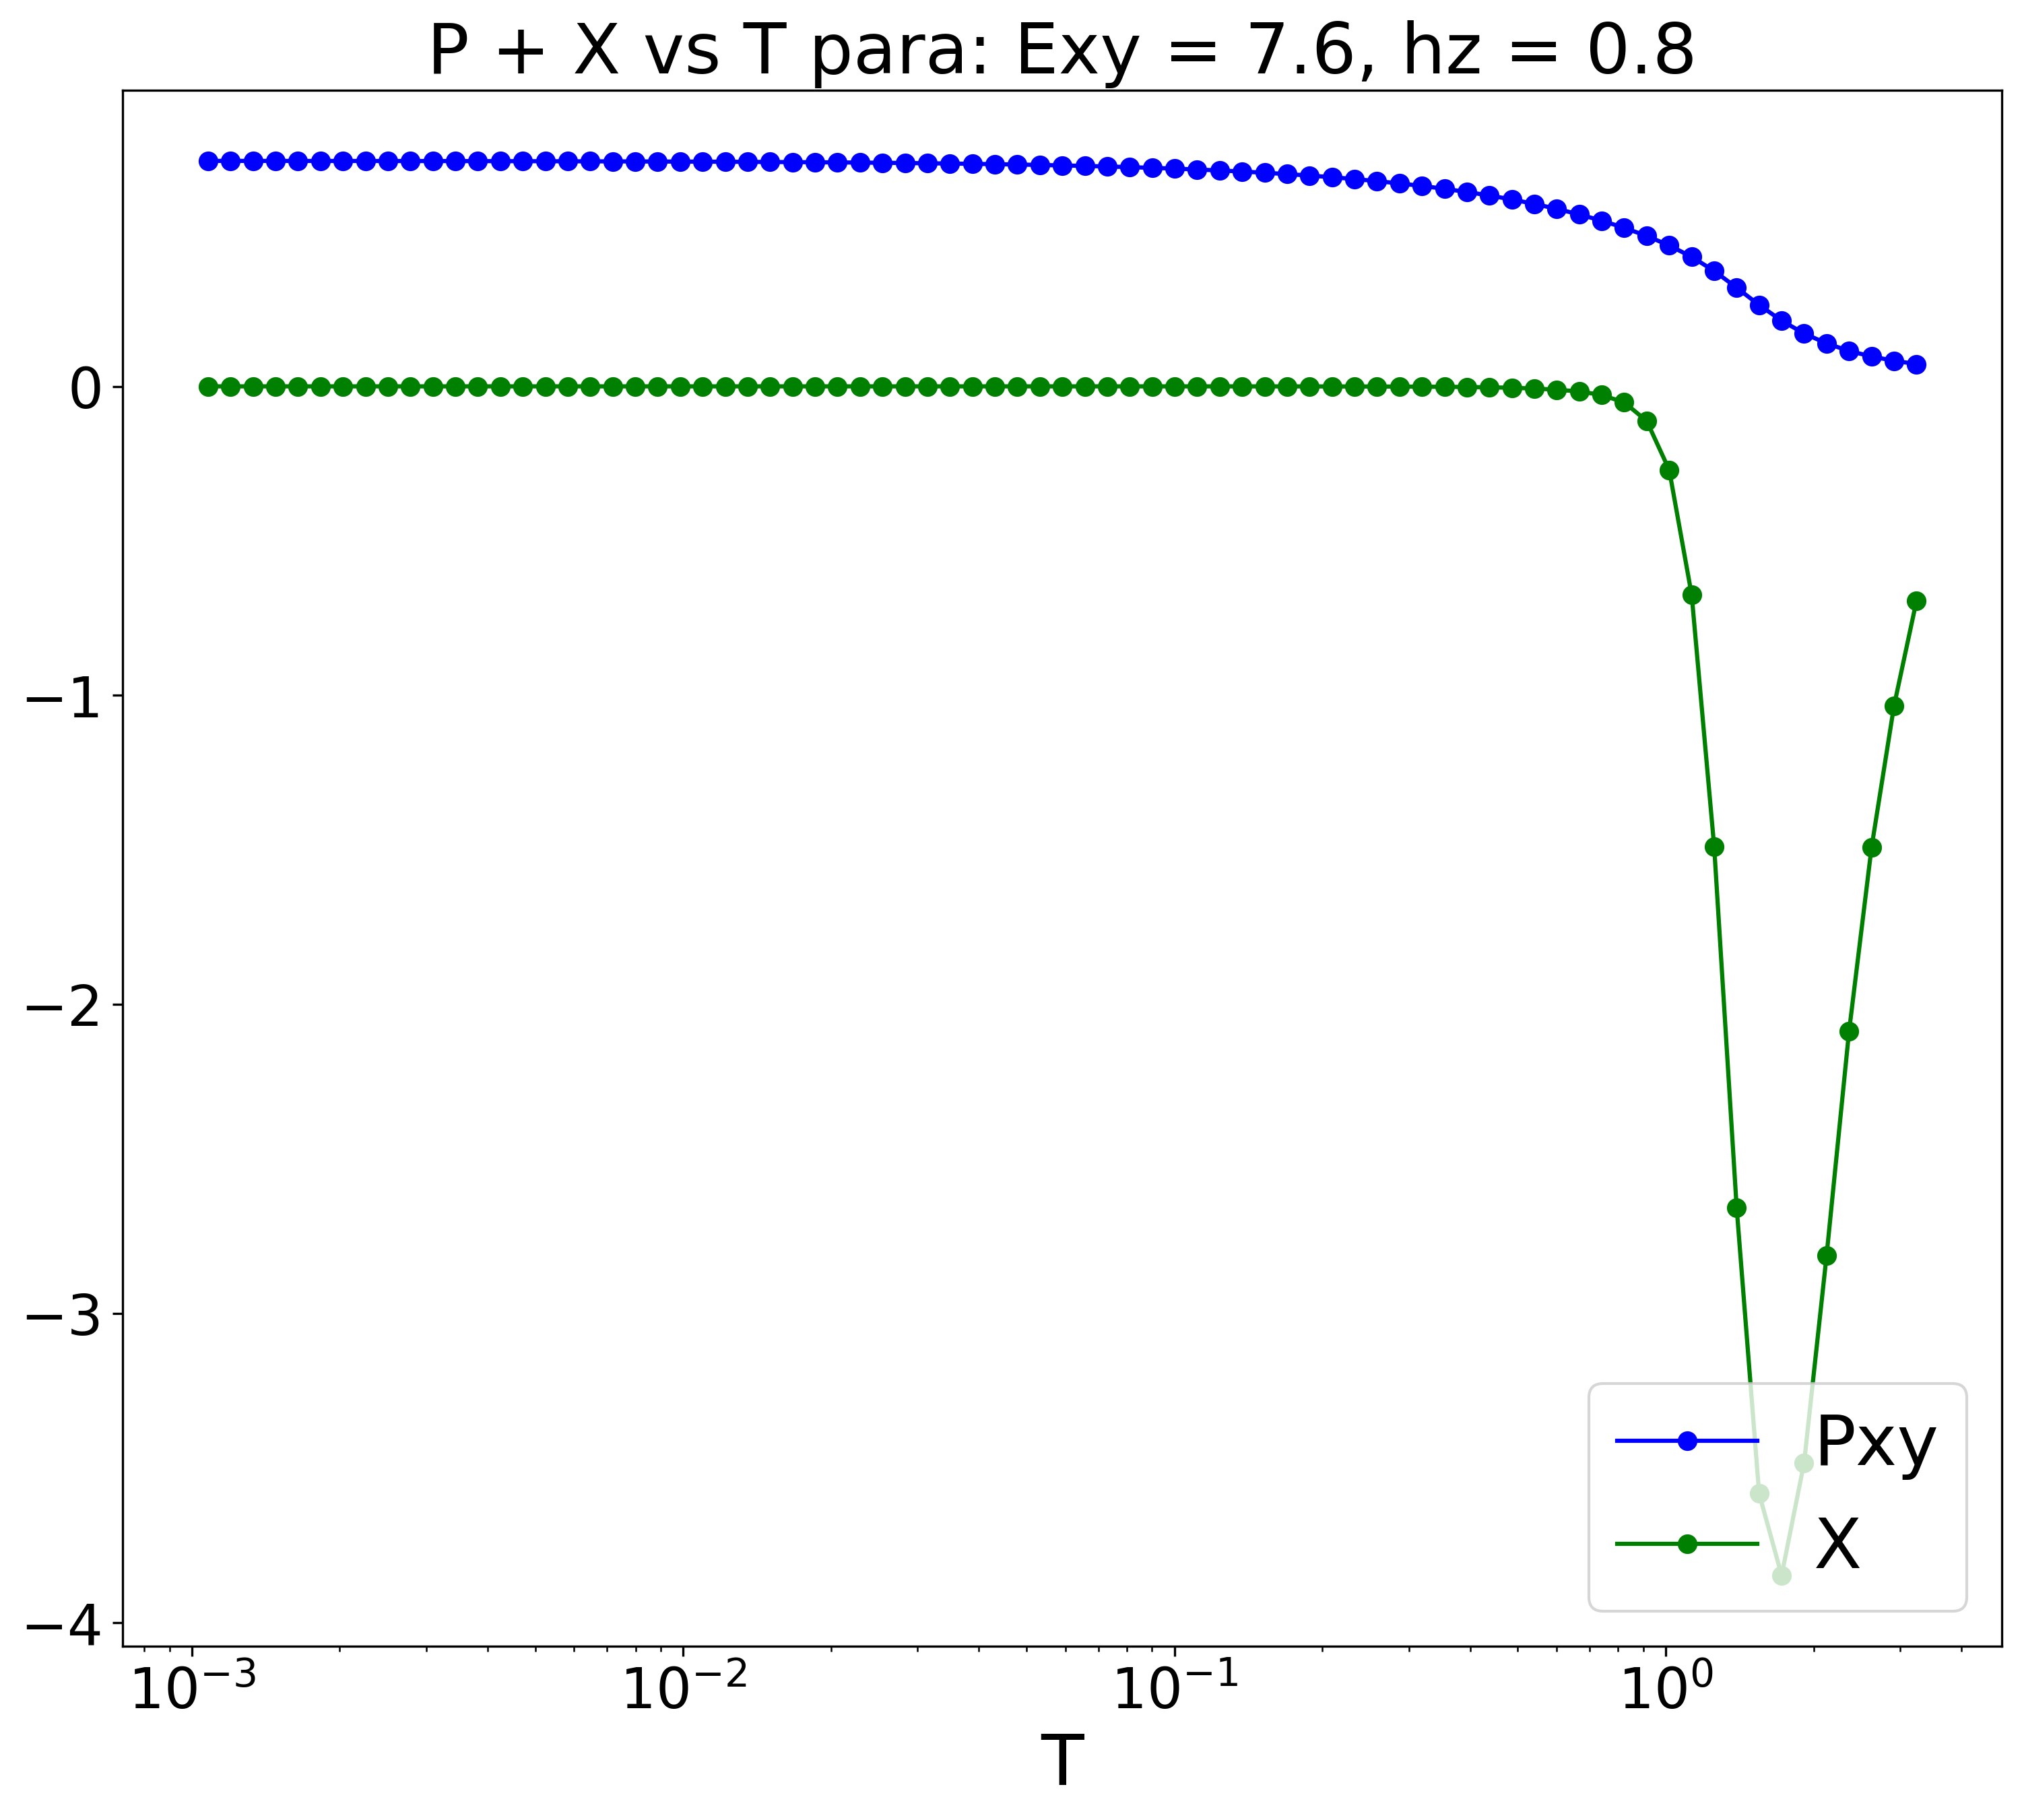 P + X vs T para: Exy = 7.6, hz = 0.8
0
−1
−2
−3
−4
Pxy
X
10⁻³ 10⁻² 10⁻¹ 10⁰
T